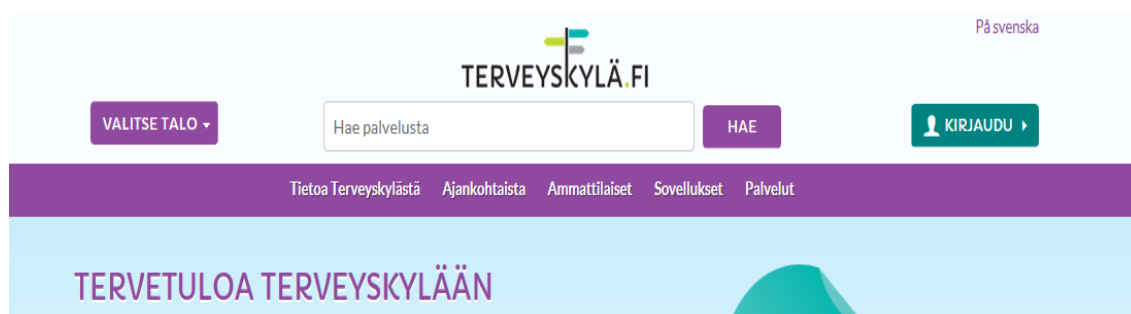 På svenska
TERVEYSKYLÄ.FI
VALITSE TALO
Hae palvelusta
HAE
KIRJAUDU
Tietoa Terveyskylästä Ajankohtaista Ammattilaiset Sovellukset Palvelut
TERVETULOA TERVEYSKYLÄÄN